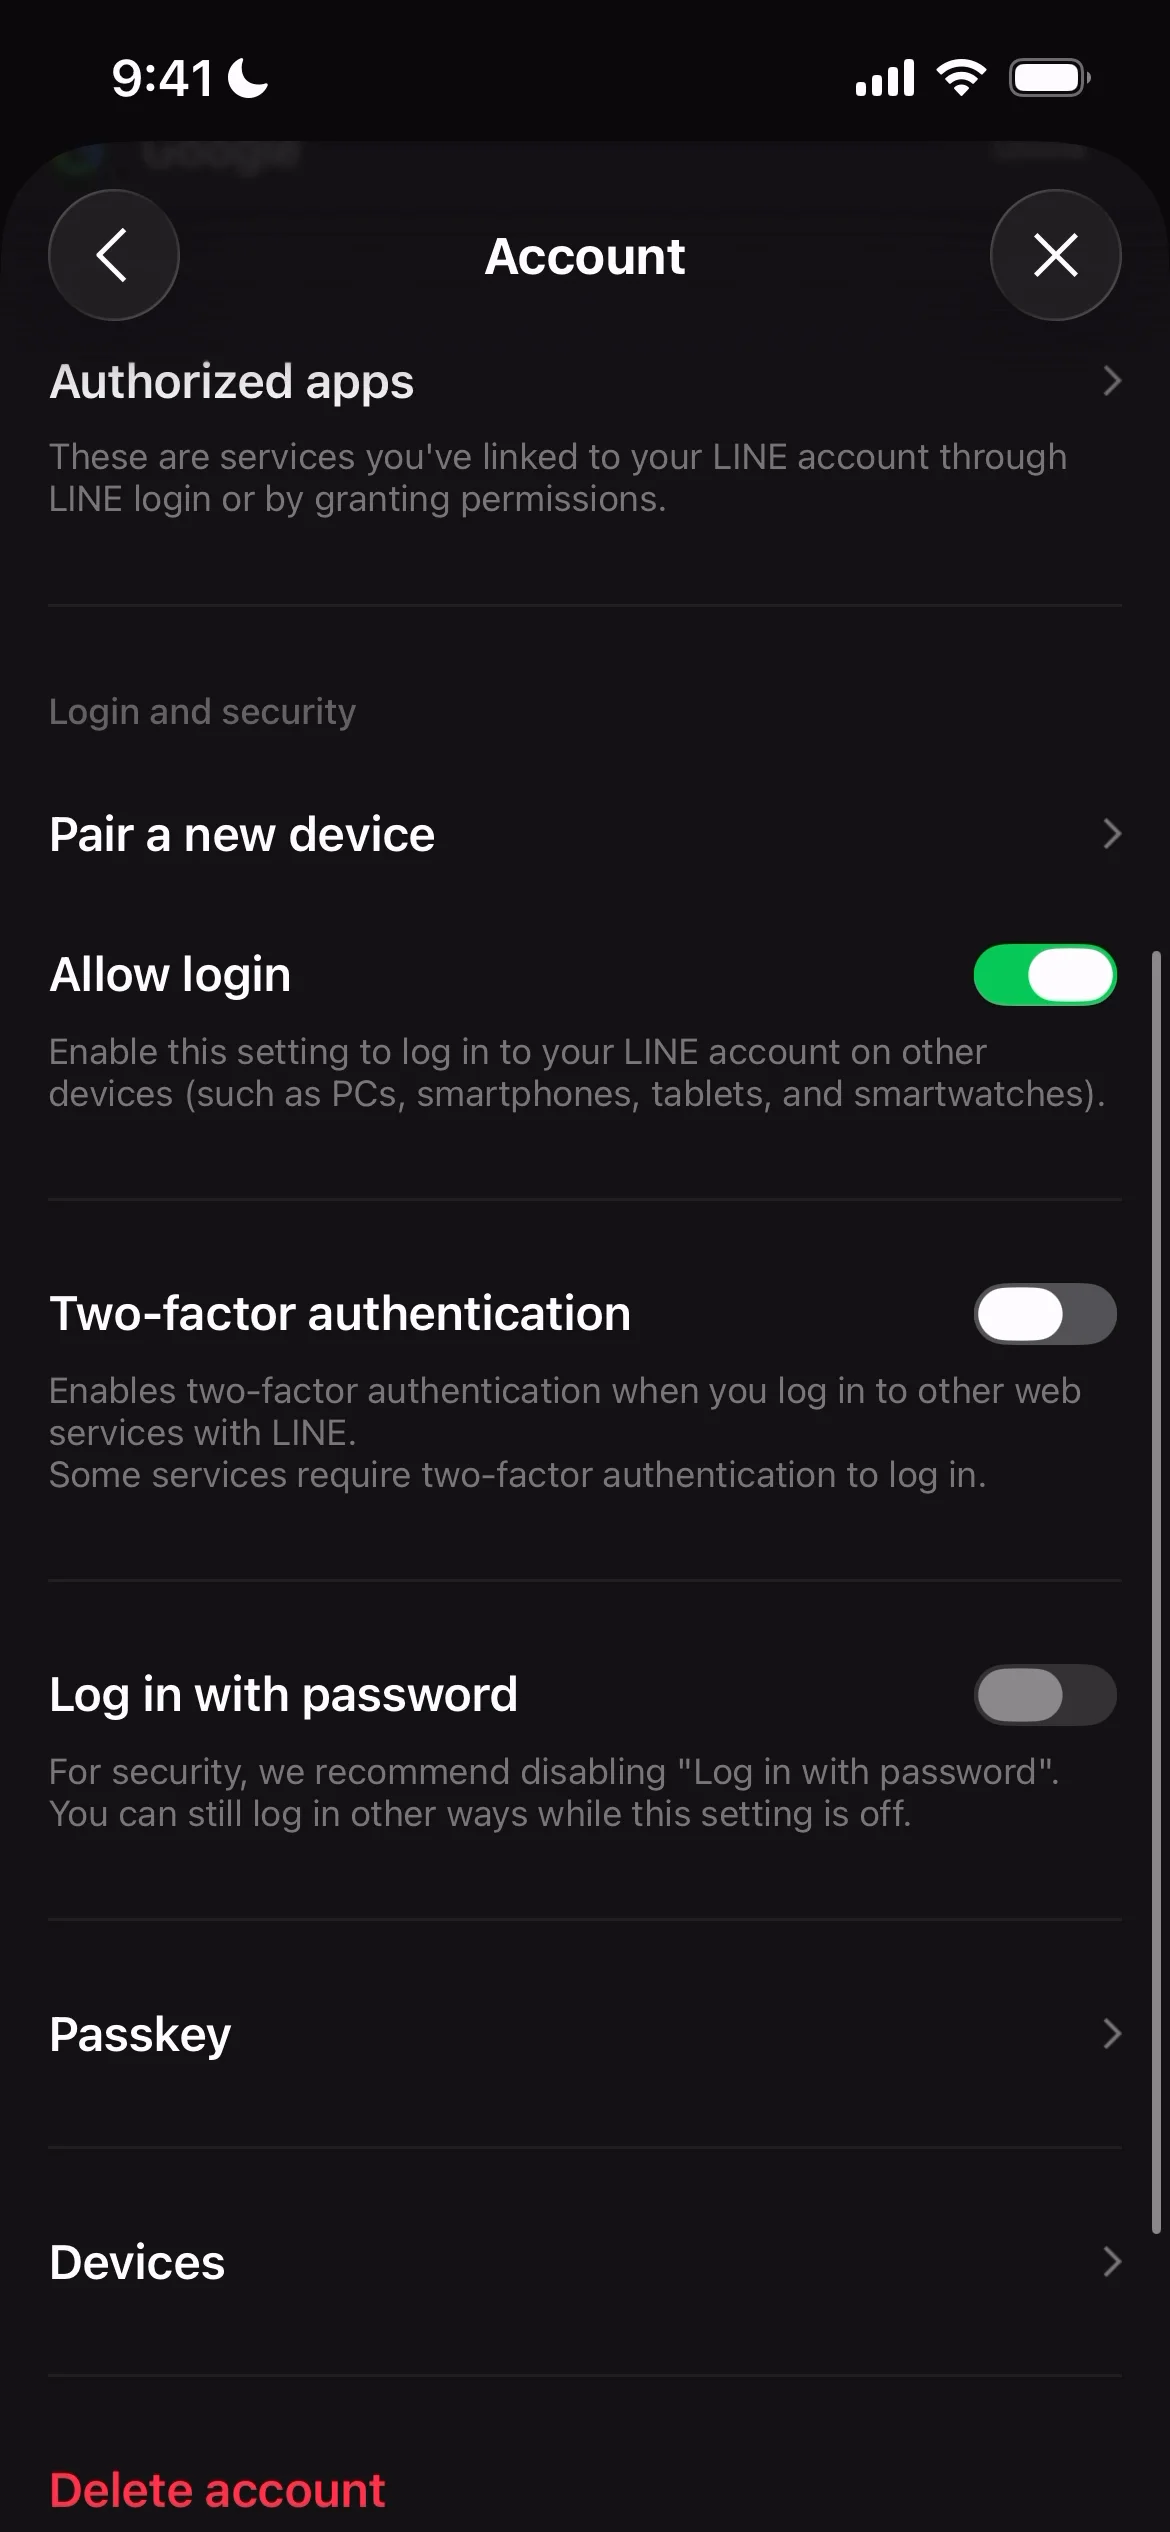 9:41
Account
Authorized apps
These are services you've linked to your LINE account through
LINE login or by granting permissions.
Login and security
Pair a new device
Allow login
Enable this setting to log in to your LINE account on other
devices (such as PCs, smartphones, tablets, and smartwatches).
Two-factor authentication
Enables two-factor authentication when you log in to other web
services with LINE.
Some services require two-factor authentication to log in.
Log in with password
For security, we recommend disabling "Log in with password".
You can still log in other ways while this setting is off.
Passkey
Devices
Delete account